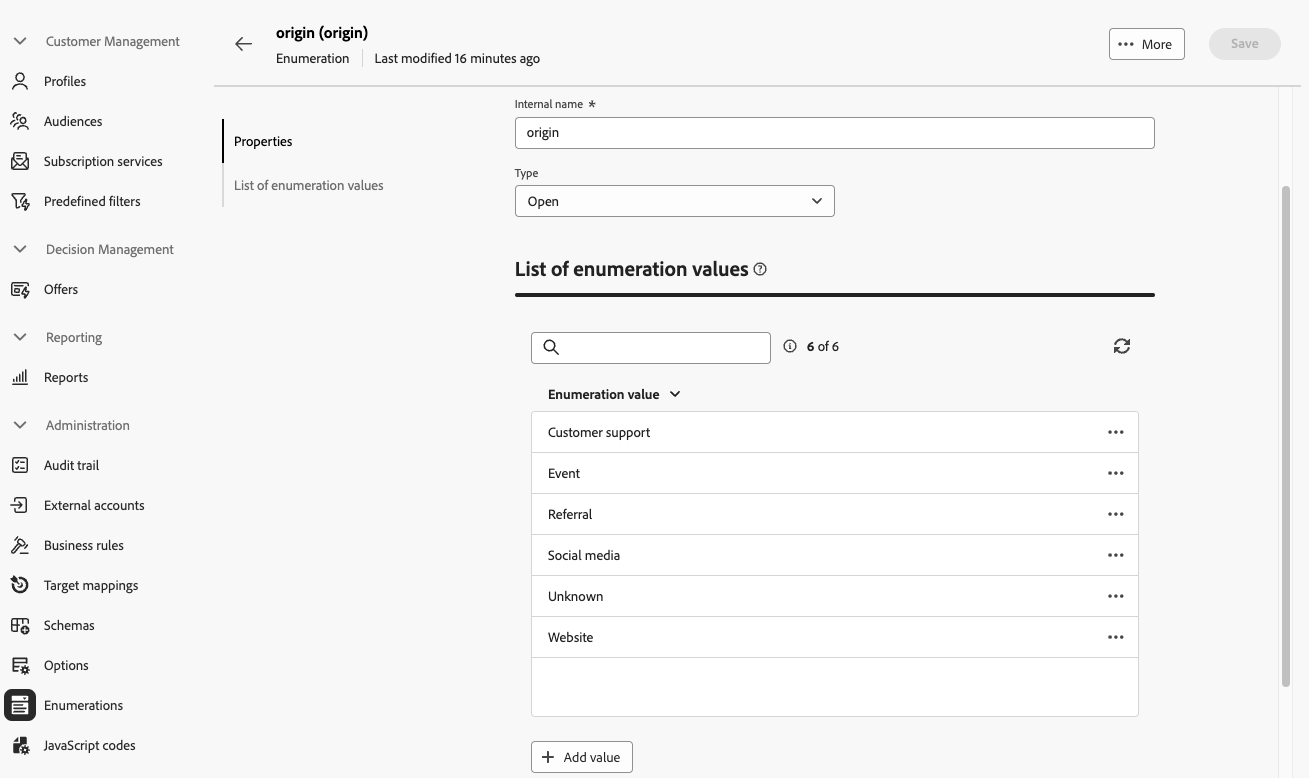 Customer Management
Profiles
Audiences
Subscription services
Predefined filters
Decision Management
Offers
Reporting
Reports
Administration
Audit trail
External accounts
Business rules
Target mappings
Schemas
Options
Enumerations
JavaScript codes
origin (origin)
Enumeration Last modified 16 minutes ago
More
Save
Properties
List of enumeration values
Internal name *
origin
Type
Open
List of enumeration values
6 of 6
Enumeration value
Customer support
Event
Referral
Social media
Unknown
Website
Add value